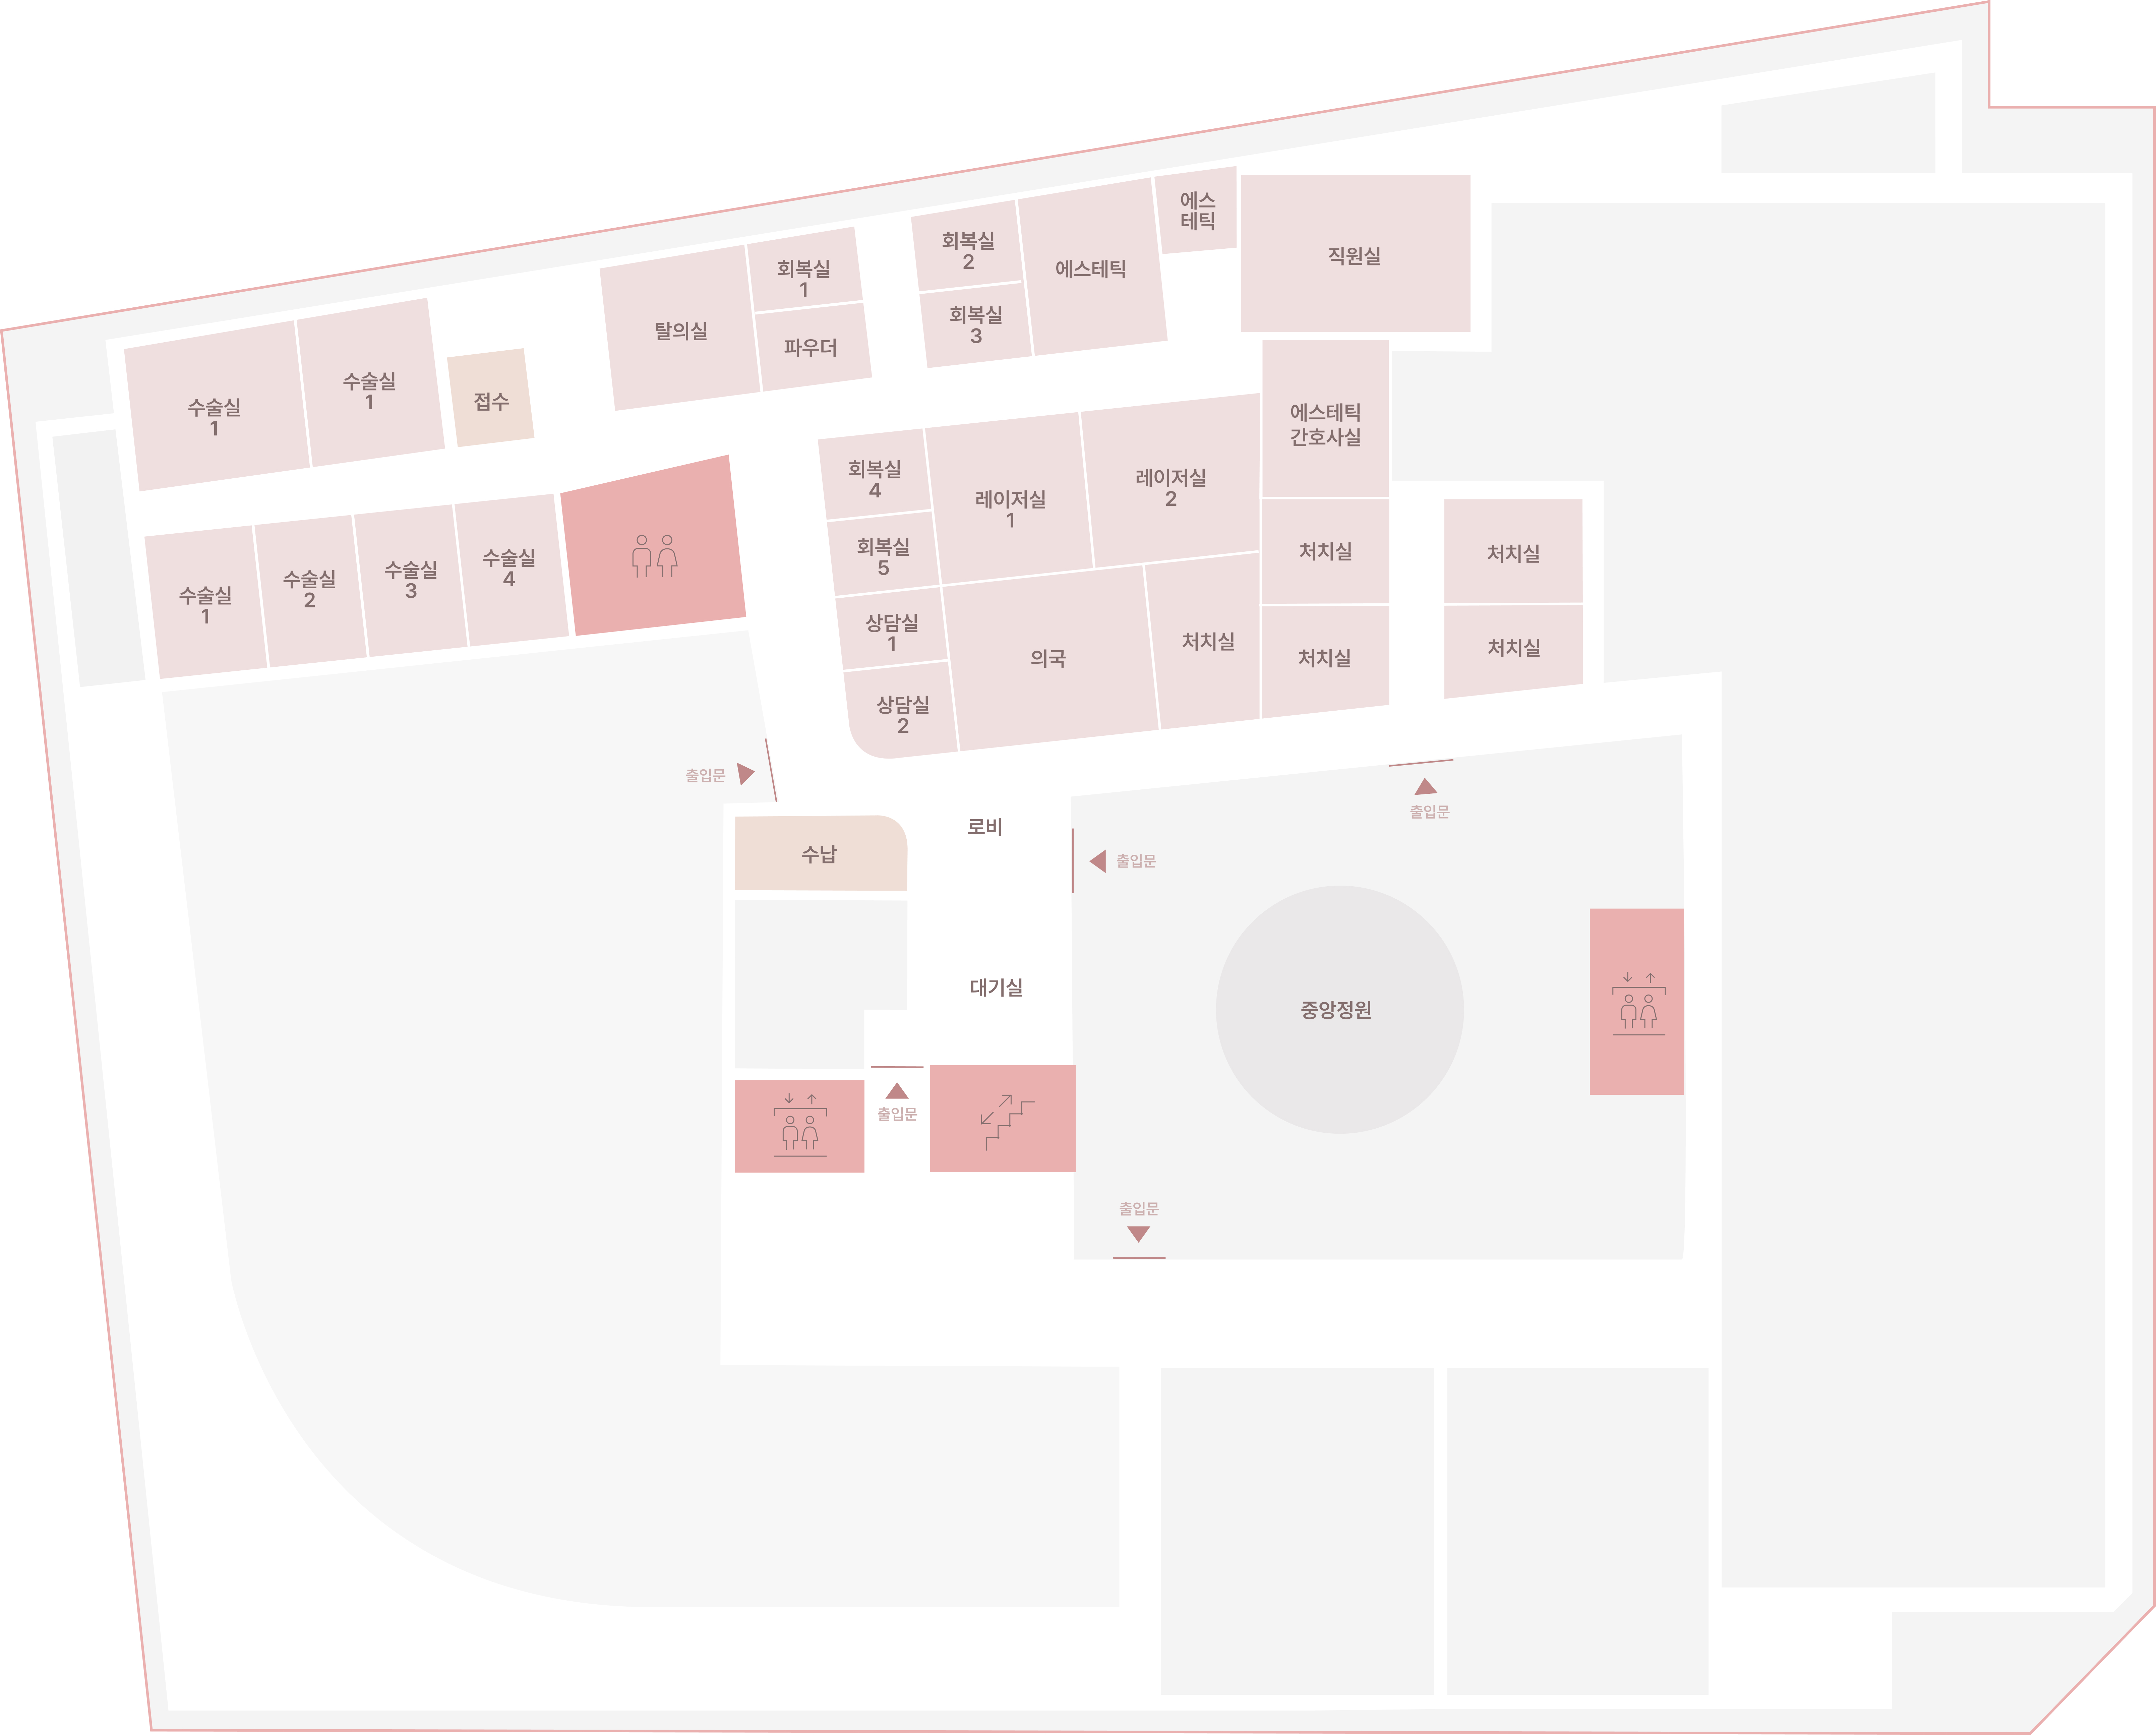 에스
테틱
회복실
2
에스테틱
직원실
회복실
1
회복실
3
탈의실
파우더
수술실
1
수술실
1
접수
에스테틱
간호사실
회복실
4
레이저실
1
레이저실
2
회복실
5
처치실
처치실
수술실
1
수술실
2
수술실
3
수술실
4
상담실
1
의국
처치실
처치실
처치실
상담실
2
출입문
로비
출입문
수납
출입문
대기실
중앙정원
출입문
출입문